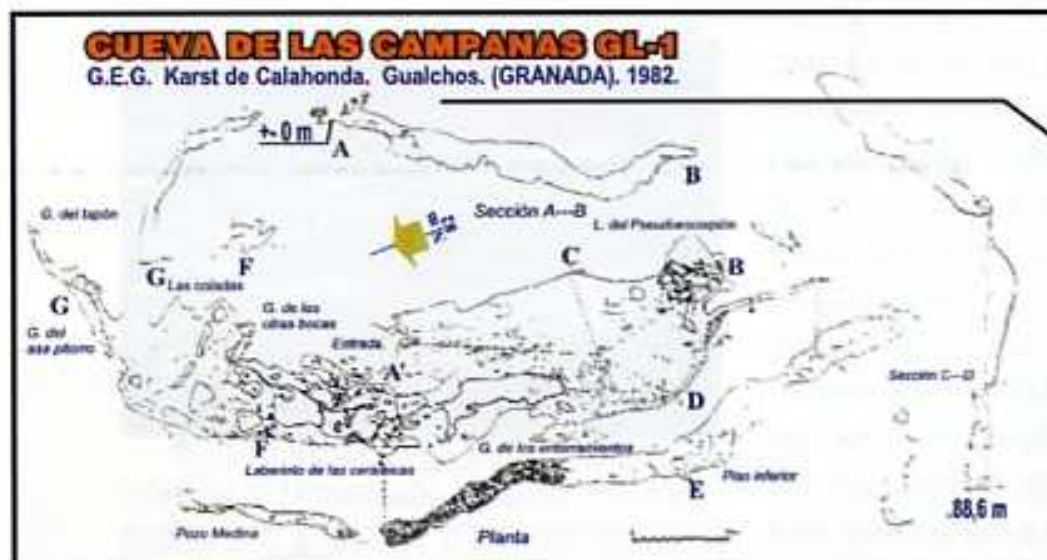 CUEVA DE LAS CAMPANAS GL-1
G.E.G. Karst de Calahonda. Gualchos. (GRANADA). 1982.
+- 0 m
A
B
G. del tapón
Sección A---B
L. del
C
B
G
F
Las coladas
G
G. de las
otras bocas
G. del
asa pitorro
Entrada
A
Sección C---D
D
F
G. de los enterramientos
Laberinto de las cerámicas
Piso inferior
E
.88,6 m
Pozo Medina
Planta